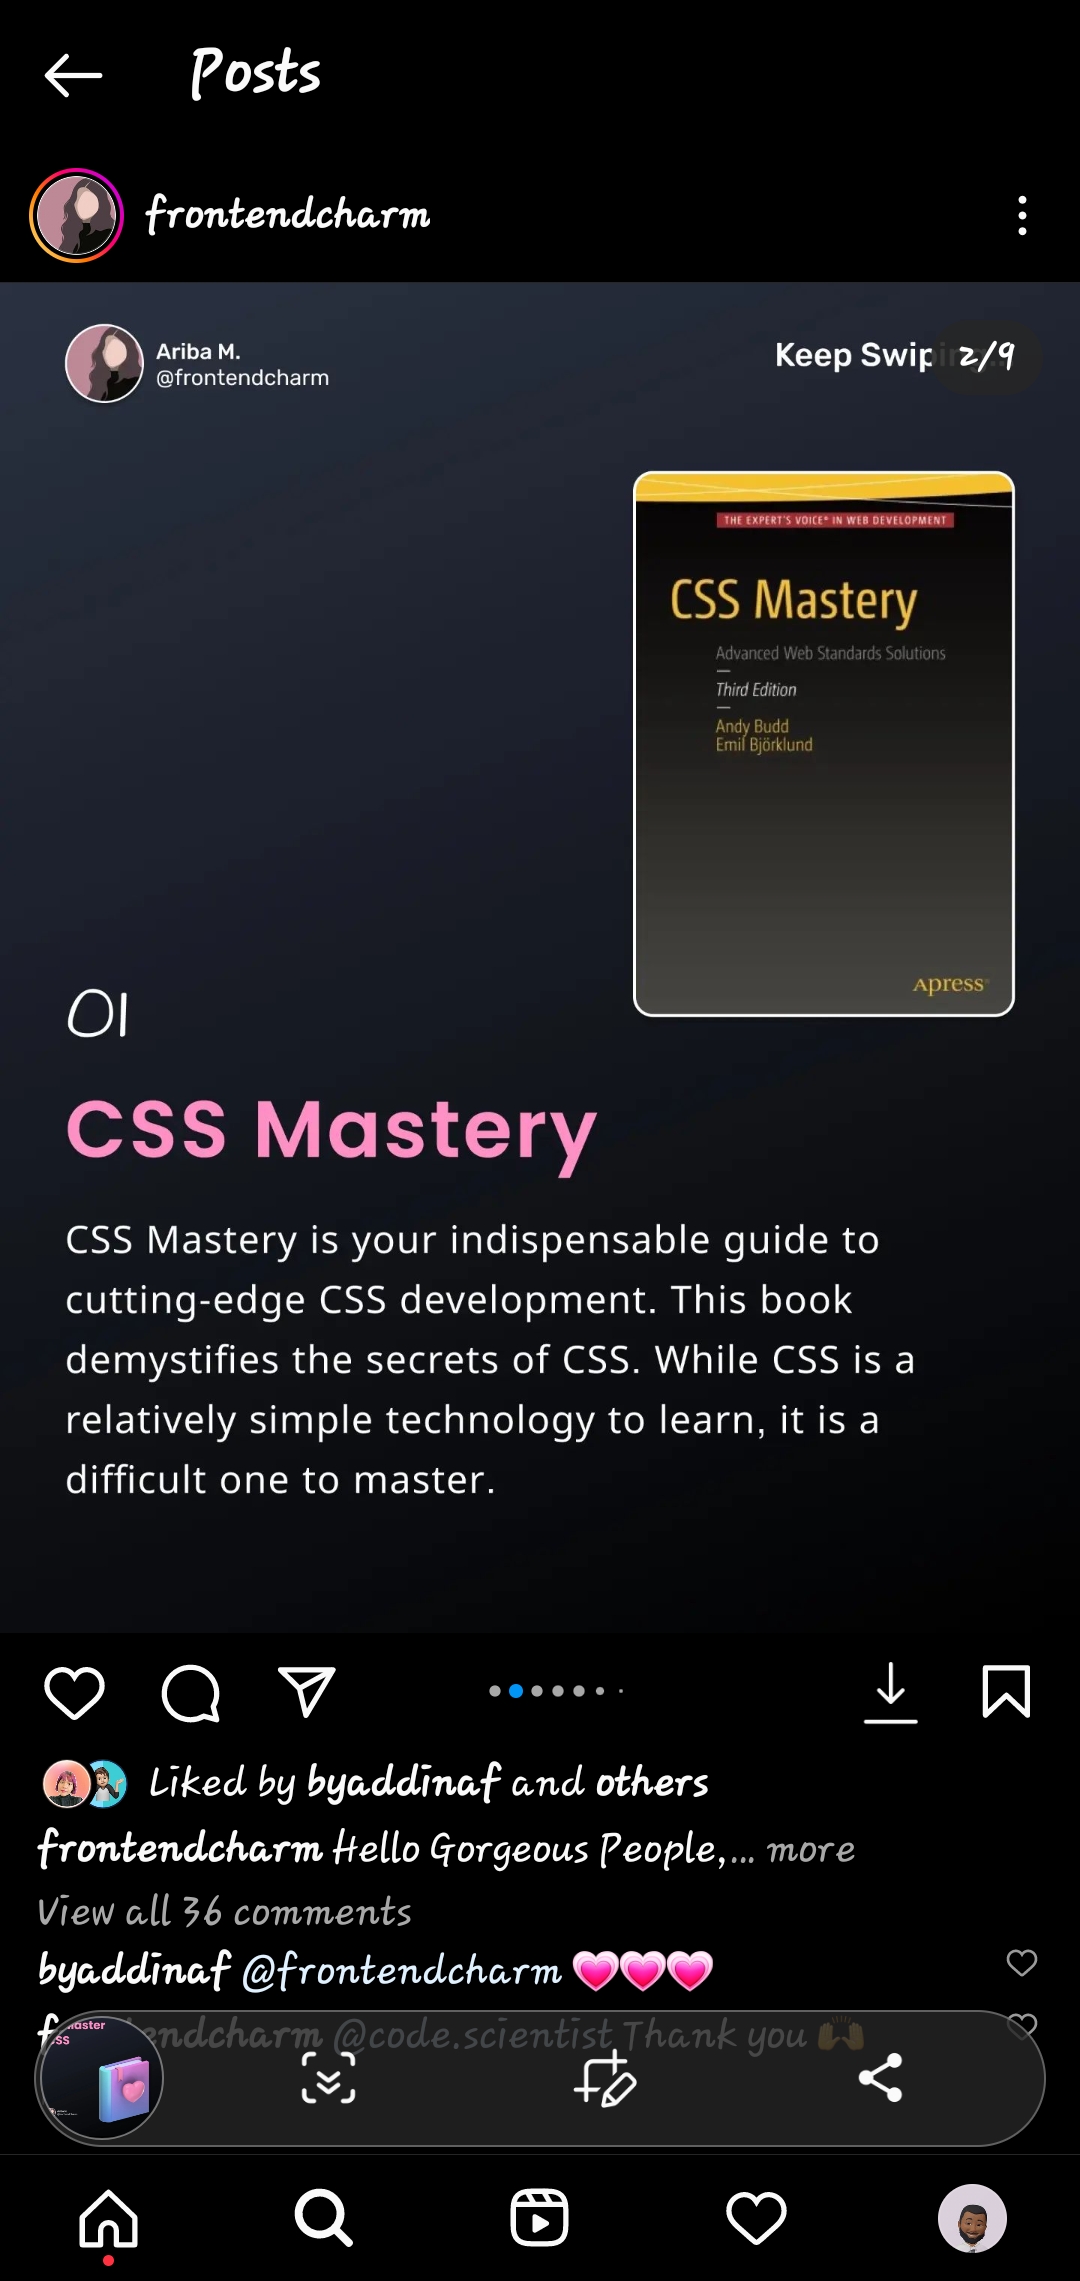 Posts
frontendcharm
Ariba M.
@frontendcharm
Keep Swip
2/9
THE EXPERT'S VOICE® IN WEB DEVELOPMENT
CSS Mastery
Advanced Web Standards Solutions
Third Edition
Andy Budd
Emil Björklund
Apress®
01
CSS Mastery
CSS Mastery is your indispensable guide to
cutting-edge CSS development. This book
demystifies the secrets of CSS. While CSS is a
relatively simple technology to learn, it is a
difficult one to master.
Liked by byaddinaf and others
frontendcharm Hello Gorgeous People,... more
View all 36 comments
byaddinaf @frontendcharm 💗💗💗
frontendcharm @code.scientist Thank you 🙌🏾